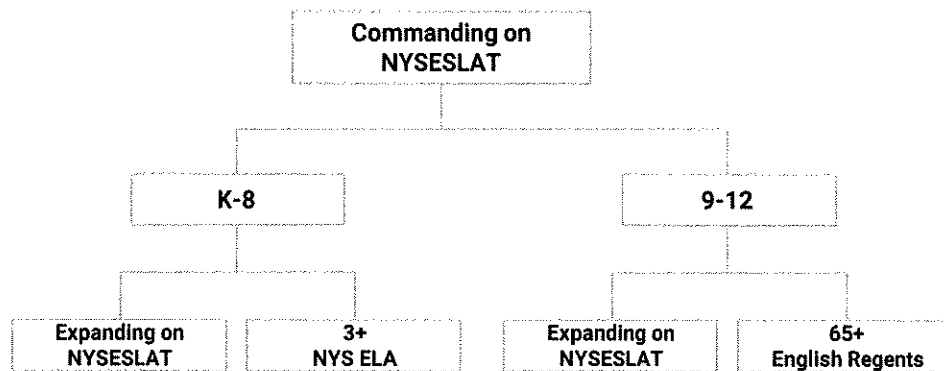 Commanding on
NYSESLAT
K-8
9-12
Expanding on
NYSESLAT
3+
NYS ELA
Expanding on
NYSESLAT
65+
English Regents